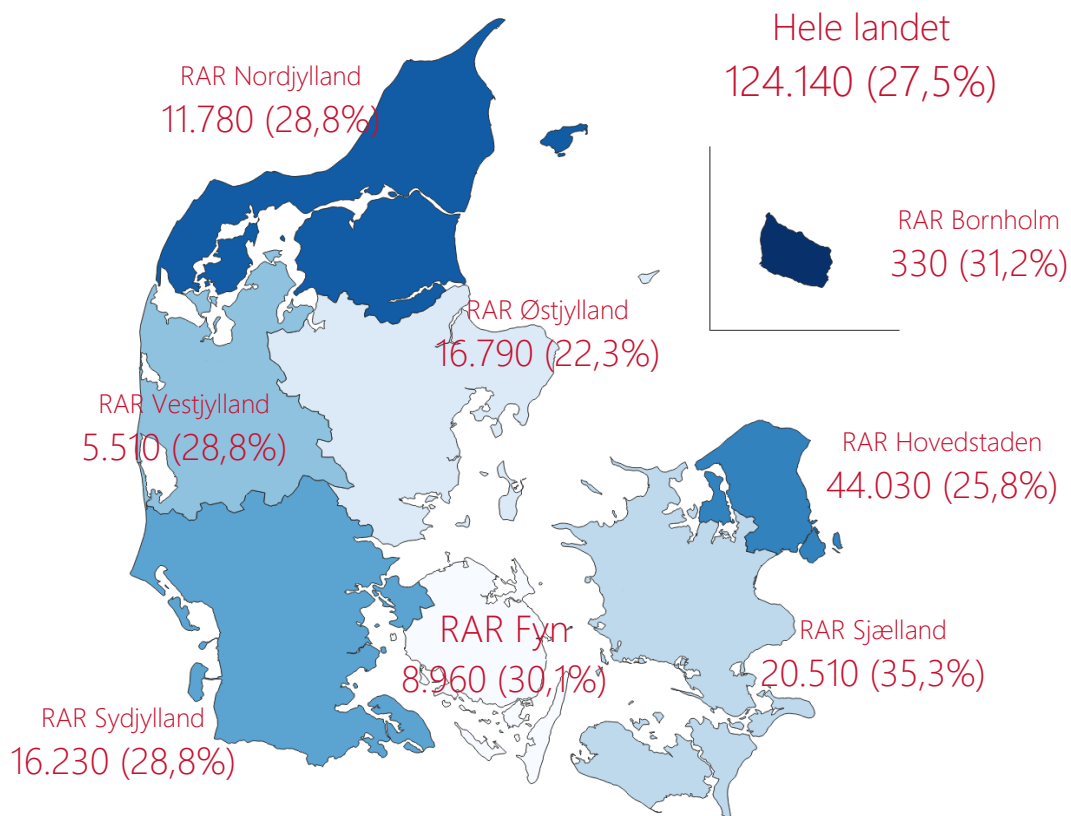 Hele landet
124.140 (27,5%)
RAR Nordjylland
11.780 (28,8%)
RAR Bornholm
330 (31,2%)
RAR Østjylland
16.790 (22,3%)
RAR Vestjylland
5.510 (28,8%)
RAR Hovedstaden
44.030 (25,8%)
RAR Fyn
8.960 (30,1%)
RAR Sjælland
20.510 (35,3%)
RAR Sydjylland
16.230 (28,8%)